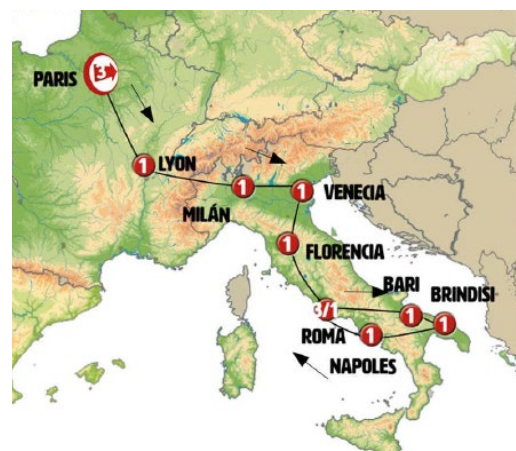 3
PARIS
1
LYON
1
MILÁN
1
VENECIA
1
FLORENCIA
3/1
ROMA
1
BARI
1
BRINDISI
1
NAPOLES